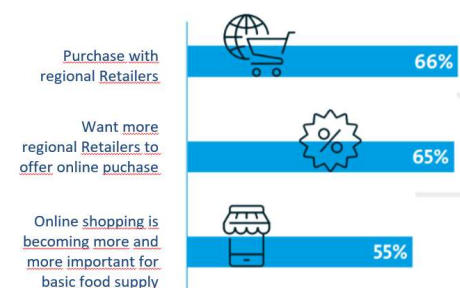 Purchase with
regional Retailers
66%
Want more
regional Retailers to
offer online puchase
%
65%
Online shopping is
becoming more and
more important for
basic food supply
55%